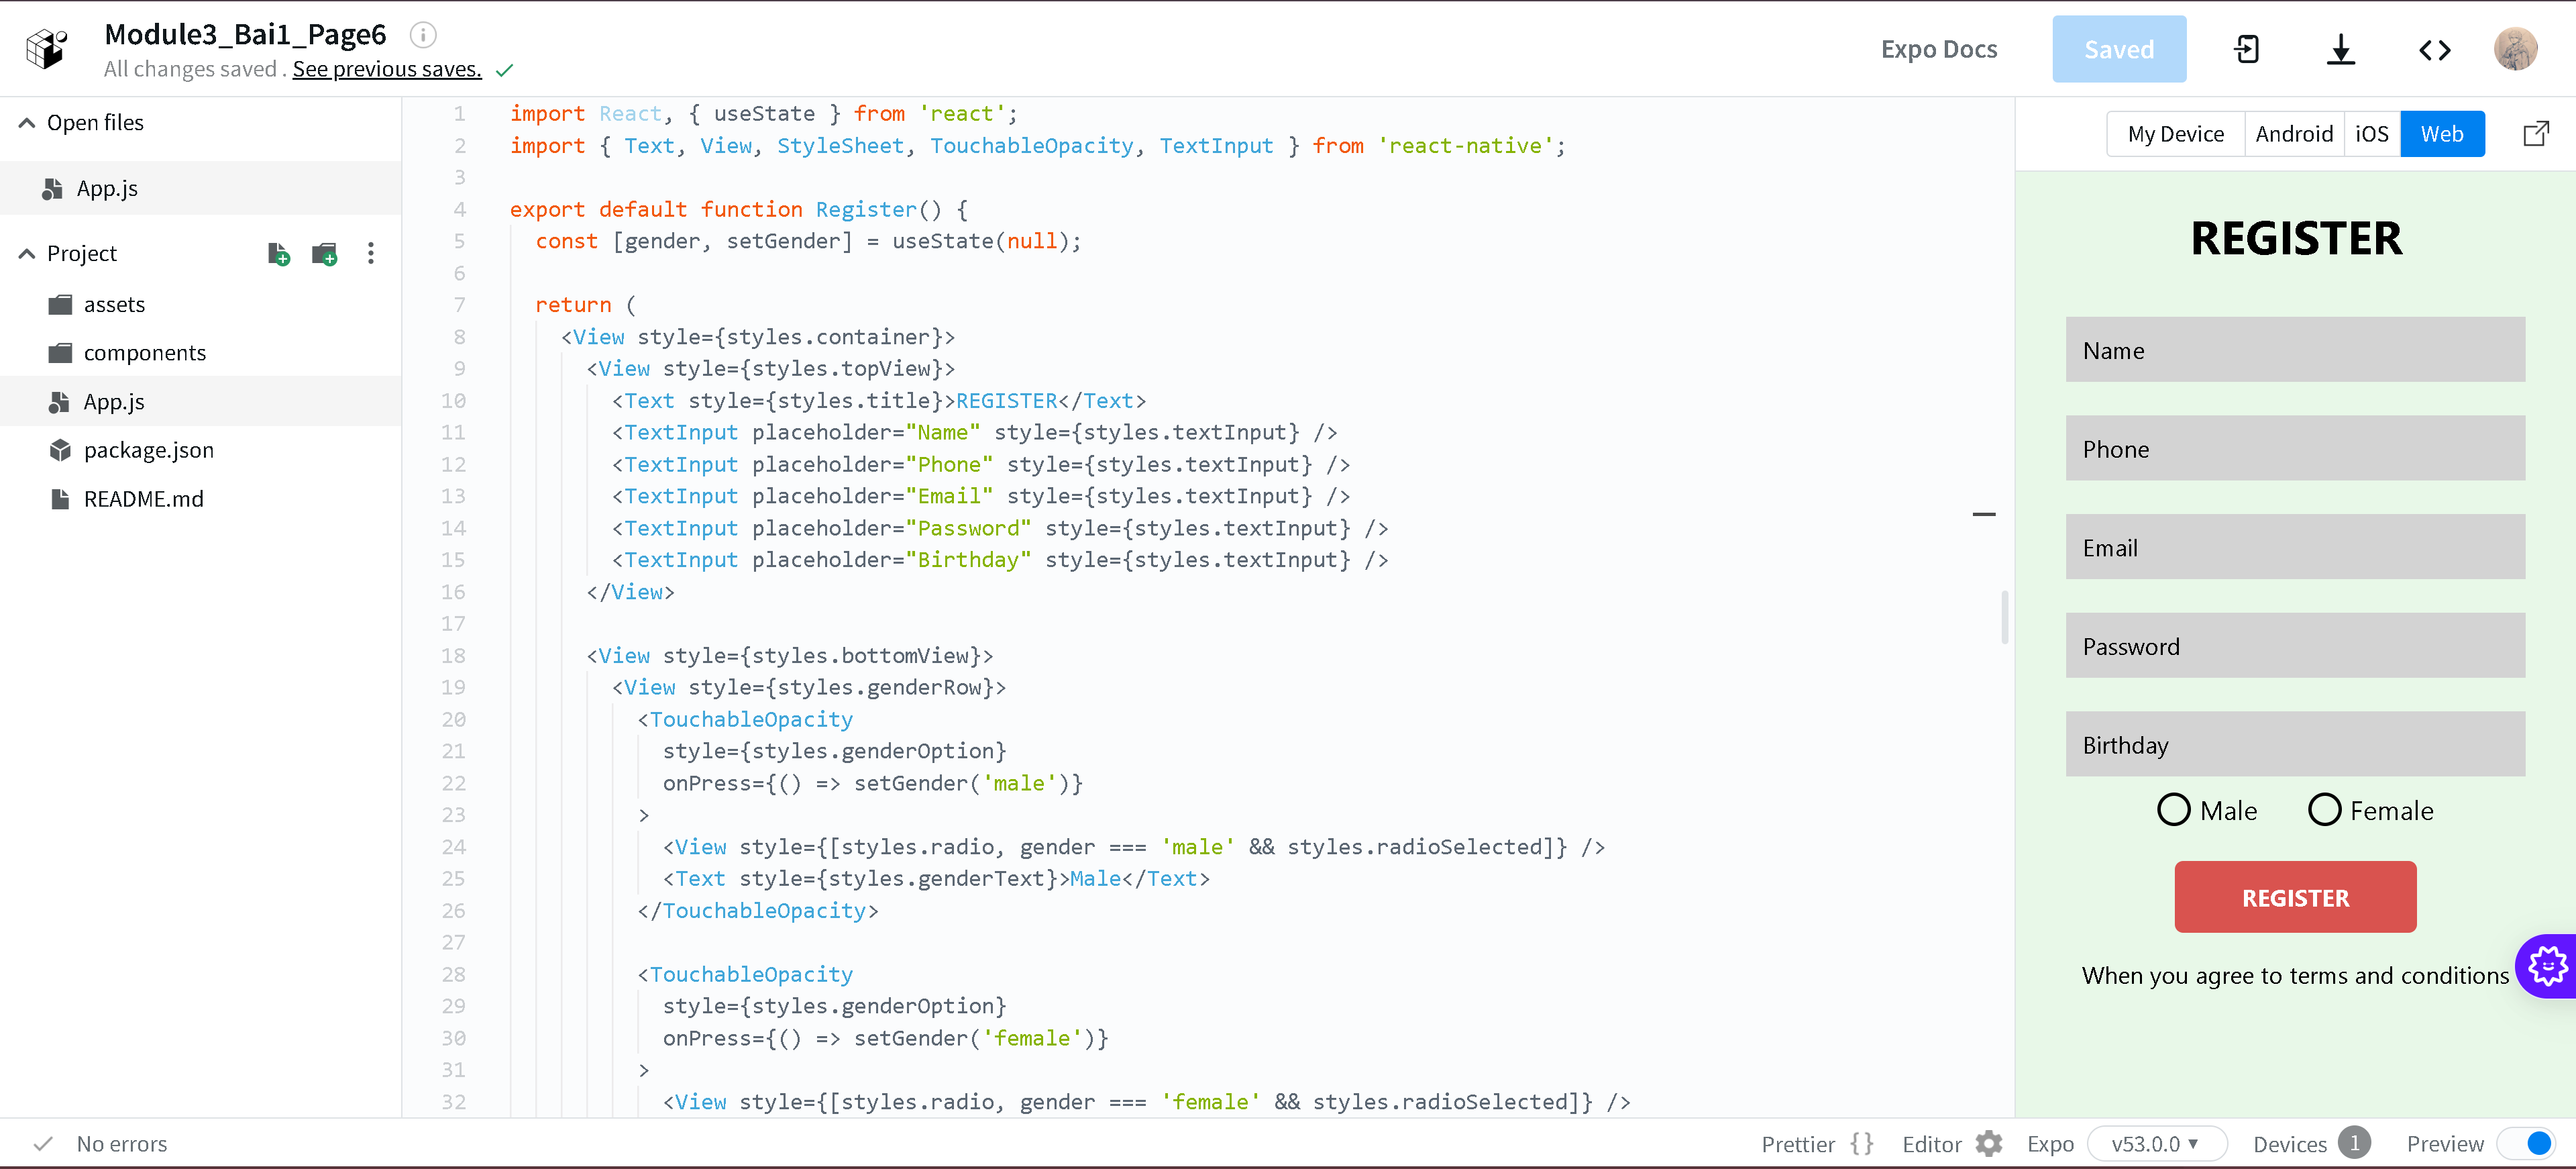 Module3_Bai1_Page6
All changes saved . See previous saves.
Expo Docs
Saved
Open files
App.js
Project
assets
components
App.js
package.json
README.md
1 import React, { useState } from 'react';
2 import { Text, View, StyleSheet, TouchableOpacity, TextInput } from 'react-native';
3
4 export default function Register() {
5 const [gender, setGender] = useState(null);
6
7 return (
8 <View style={styles.container}>
9 <View style={styles.topView}>
10 <Text style={styles.title}>REGISTER</Text>
11 <TextInput placeholder="Name" style={styles.textInput} />
12 <TextInput placeholder="Phone" style={styles.textInput} />
13 <TextInput placeholder="Email" style={styles.textInput} />
14 <TextInput placeholder="Password" style={styles.textInput} />
15 <TextInput placeholder="Birthday" style={styles.textInput} />
16 </View>
17
18 <View style={styles.bottomView}>
19 <View style={styles.genderRow}>
20 <TouchableOpacity
21 style={styles.genderOption}
22 onPress={() => setGender('male')}
23 >
24 <View style={[styles.radio, gender === 'male' && styles.radioSelected]} />
25 <Text style={styles.genderText}>Male</Text>
26 </TouchableOpacity>
27
28 <TouchableOpacity
29 style={styles.genderOption}
30 onPress={() => setGender('female')}
31 >
32 <View style={[styles.radio, gender === 'female' && styles.radioSelected]} />
My Device Android iOS Web
REGISTER
Name
Phone
Email
Password
Birthday
Male Female
REGISTER
When you agree to terms and conditions
No errors
Prettier {} Editor Expo v53.0.0 Devices 1 Preview